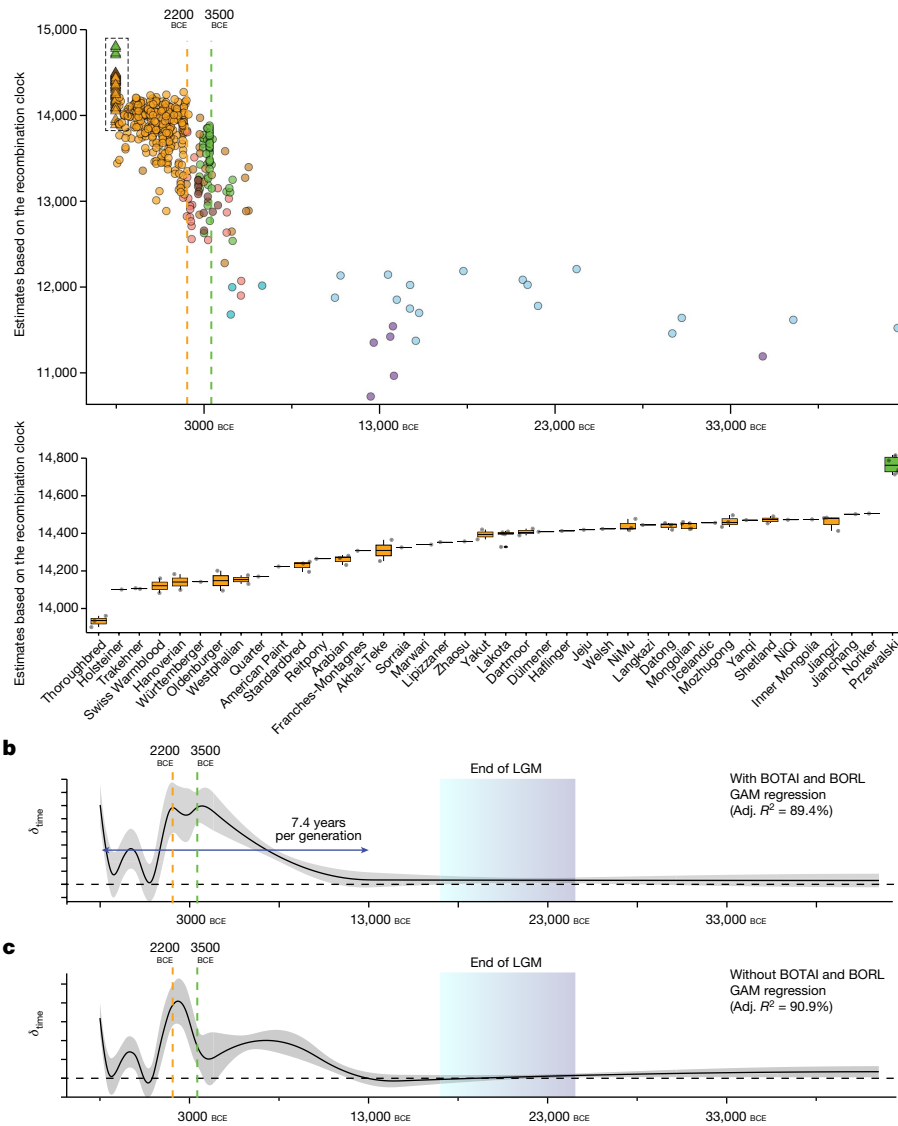 2200 3500
BCE BCE
15,000
14,000
13,000
12,000
11,000
Estimates based on the recombination clock
3000 BCE 13,000 BCE 23,000 BCE 33,000 BCE
14,800
14,600
14,400
14,200
14,000
Estimates based on the recombination clock
Thoroughbred
Holsteiner
Trakehner
Swiss Warmblood
Hanoverian
Württemberger
Oldenburger
Westphalian
Quarter
American Paint
Standardbred
Reitpony
Arabian
Franches-Montagnes
Akhal-Teke
Sorraia
Marwari
Lipizzaner
Zhaosu
Yakut
Lakota
Dartmoor
Dülmener
Haflinger
Jeju
Welsh
NiMu
Langkazi
Datong
Mongolian
Icelandic
Mozhugong
Yanqi
Shetland
NiQi
Inner Mongolia
Jiangzi
Jianchang
Noriker
Przewalski
b
2200 3500
BCE BCE
End of LGM
With BOTAI and BORL
GAM regression
(Adj. R² = 89.4%)
7.4 years
per generation
δtime
3000 BCE 13,000 BCE 23,000 BCE 33,000 BCE
c
2200 3500
BCE BCE
End of LGM
Without BOTAI and BORL
GAM regression
(Adj. R² = 90.9%)
δtime
3000 BCE 13,000 BCE 23,000 BCE 33,000 BCE